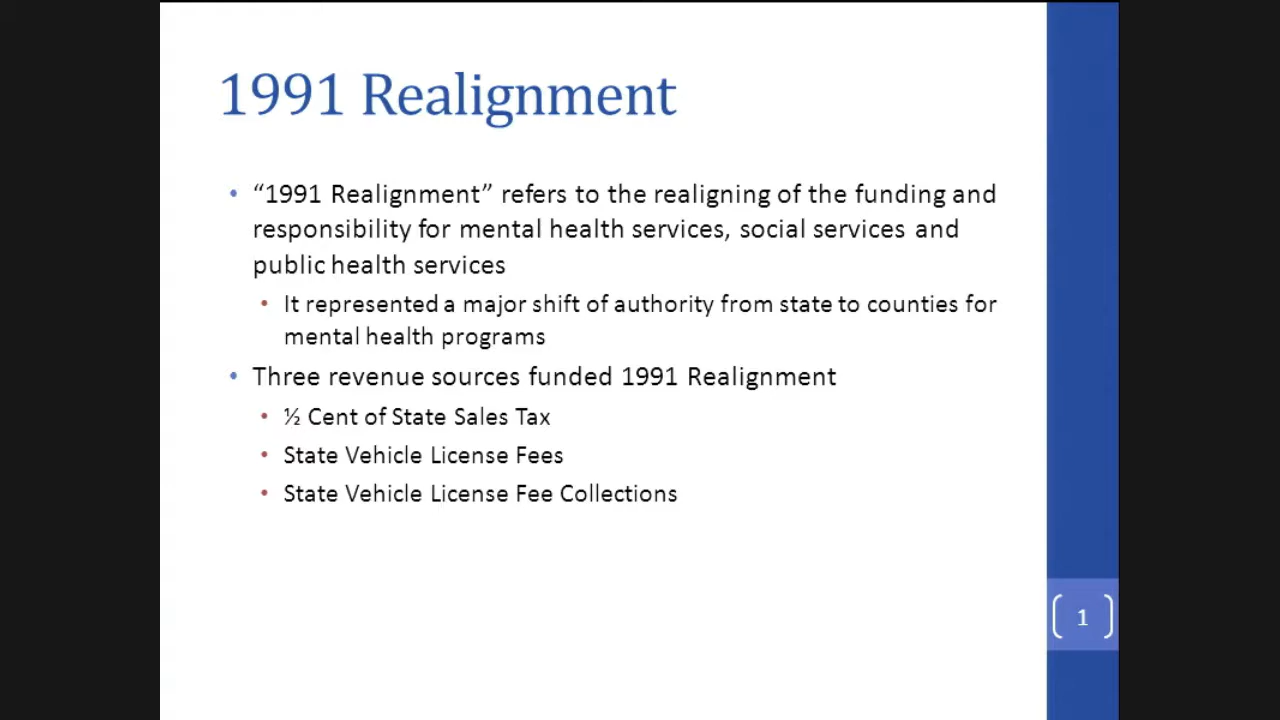 1991 Realignment
• “1991 Realignment” refers to the realigning of the funding and
responsibility for mental health services, social services and
public health services
• It represented a major shift of authority from state to counties for
mental health programs
• Three revenue sources funded 1991 Realignment
• ½ Cent of State Sales Tax
• State Vehicle License Fees
• State Vehicle License Fee Collections
1